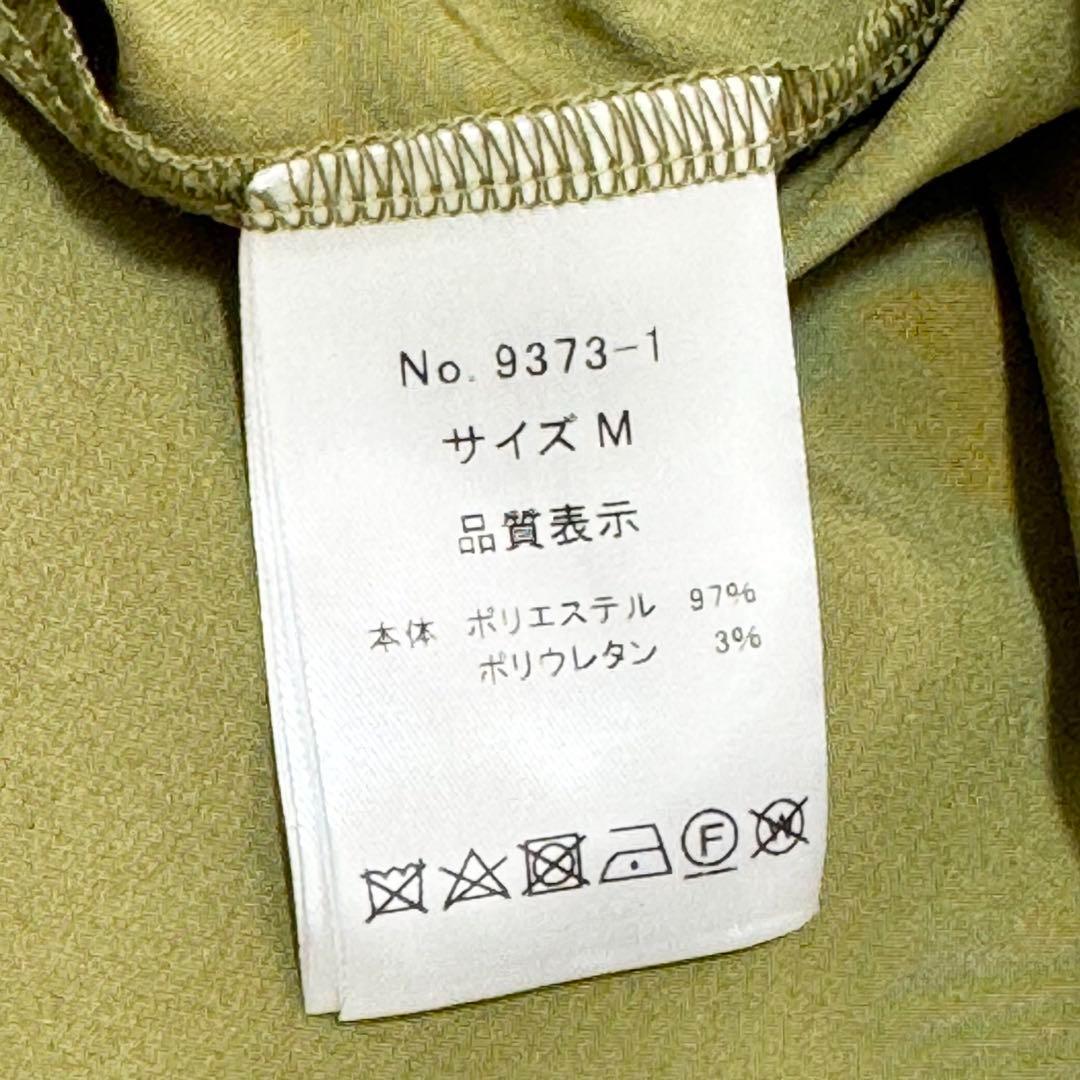 No. 9373-1
サイズ M
品質表示
本体 ポリエステル 97%
ポリウレタン 3%
F W